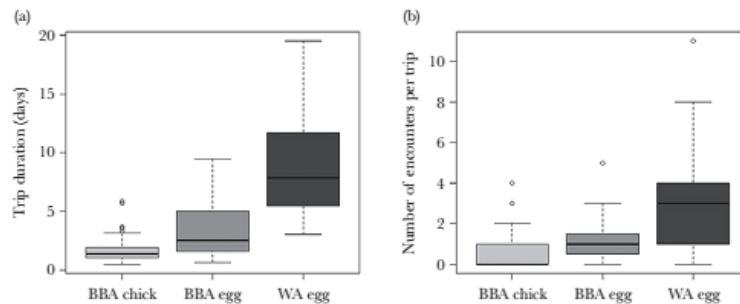 (a)
Trip duration (days)
20
15
10
5
0
BBA chick BBA egg WA egg
(b)
Number of encounters per trip
10
8
6
4
2
0
BBA chick BBA egg WA egg